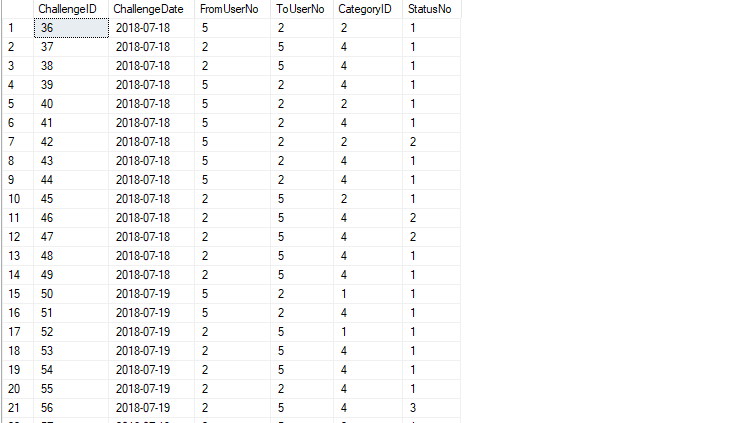 ChallengeID ChallengeDate FromUserNo ToUserNo CategoryID StatusNo
1 36 2018-07-18 5 2 2 1
2 37 2018-07-18 2 5 4 1
3 38 2018-07-18 2 5 4 1
4 39 2018-07-18 5 2 4 1
5 40 2018-07-18 5 2 2 1
6 41 2018-07-18 5 2 4 1
7 42 2018-07-18 5 2 2 2
8 43 2018-07-18 5 2 4 1
9 44 2018-07-18 5 2 4 1
10 45 2018-07-18 2 5 2 1
11 46 2018-07-18 2 5 4 2
12 47 2018-07-18 2 5 4 2
13 48 2018-07-18 2 5 4 1
14 49 2018-07-18 2 5 4 1
15 50 2018-07-19 5 2 1 1
16 51 2018-07-19 5 2 4 1
17 52 2018-07-19 2 5 1 1
18 53 2018-07-19 2 5 4 1
19 54 2018-07-19 2 5 4 1
20 55 2018-07-19 2 2 4 1
21 56 2018-07-19 2 5 4 3